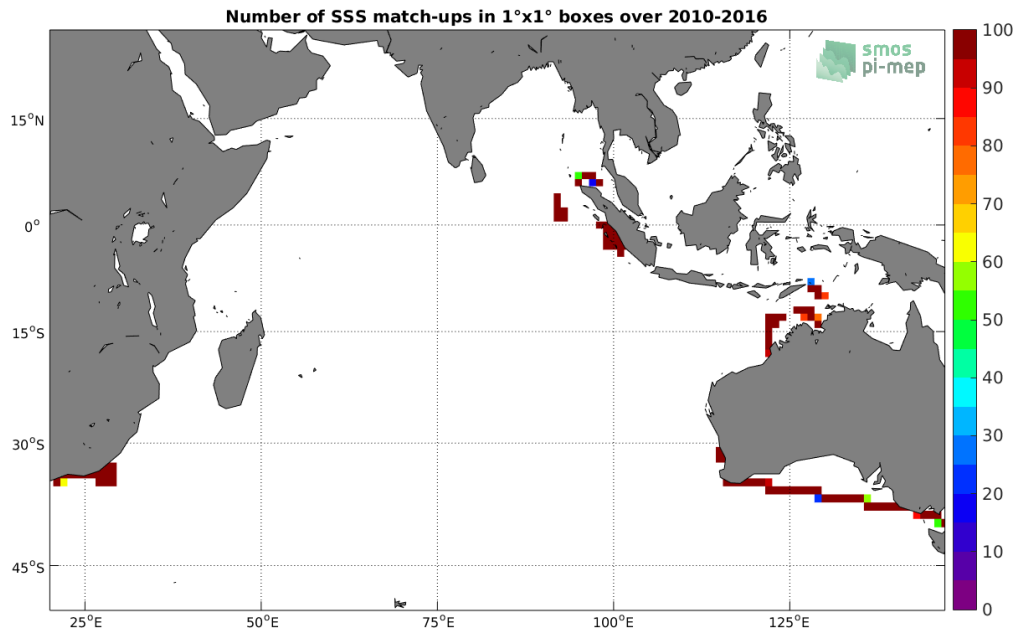 Number of SSS match-ups in 1°x1° boxes over 2010-2016
smos
pi-mep
15°N
0°
15°S
30°S
45°S
25°E
50°E
75°E
100°E
125°E
100
90
80
70
60
50
40
30
20
10
0